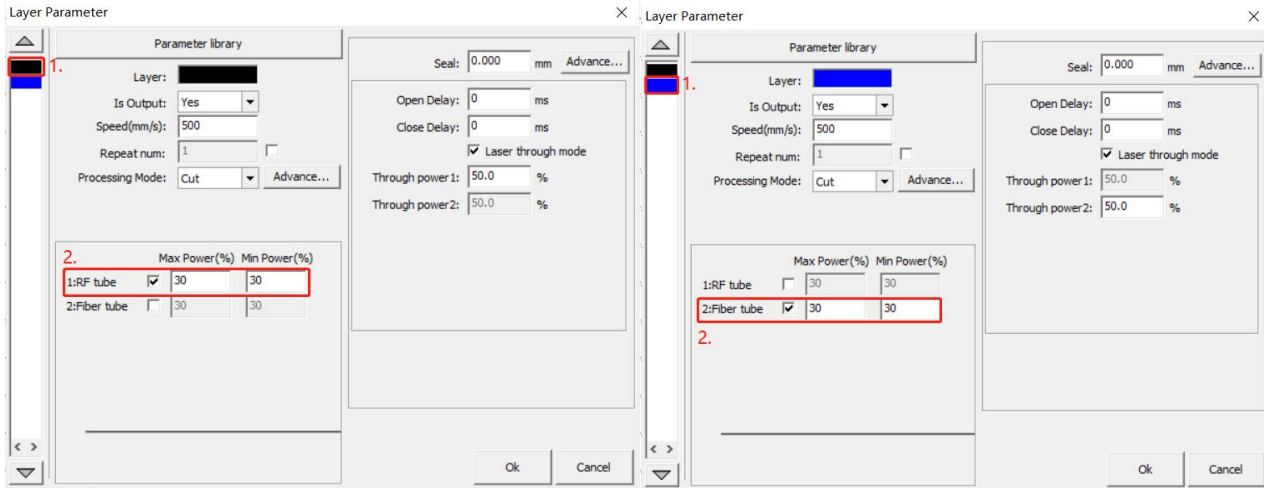 Layer Parameter
1.
Parameter library
Layer:
Is Output: Yes
Speed(mm/s): 500
Repeat num: 1
Processing Mode: Cut Advance...
2.
Max Power(%) Min Power(%)
1:RF tube 30 30
2:Fiber tube 30 30
Seal: 0.000 mm Advance...
Open Delay: 0 ms
Close Delay: 0 ms
Laser through mode
Through power1: 50.0 %
Through power2: 50.0 %
Ok Cancel
Layer Parameter
1.
Parameter library
Layer:
Is Output: Yes
Speed(mm/s): 500
Repeat num: 1
Processing Mode: Cut Advance...
Max Power(%) Min Power(%)
1:RF tube 30 30
2:Fiber tube 30 30
2.
Seal: 0.000 mm Advance...
Open Delay: 0 ms
Close Delay: 0 ms
Laser through mode
Through power1: 50.0 %
Through power2: 50.0 %
Ok Cancel